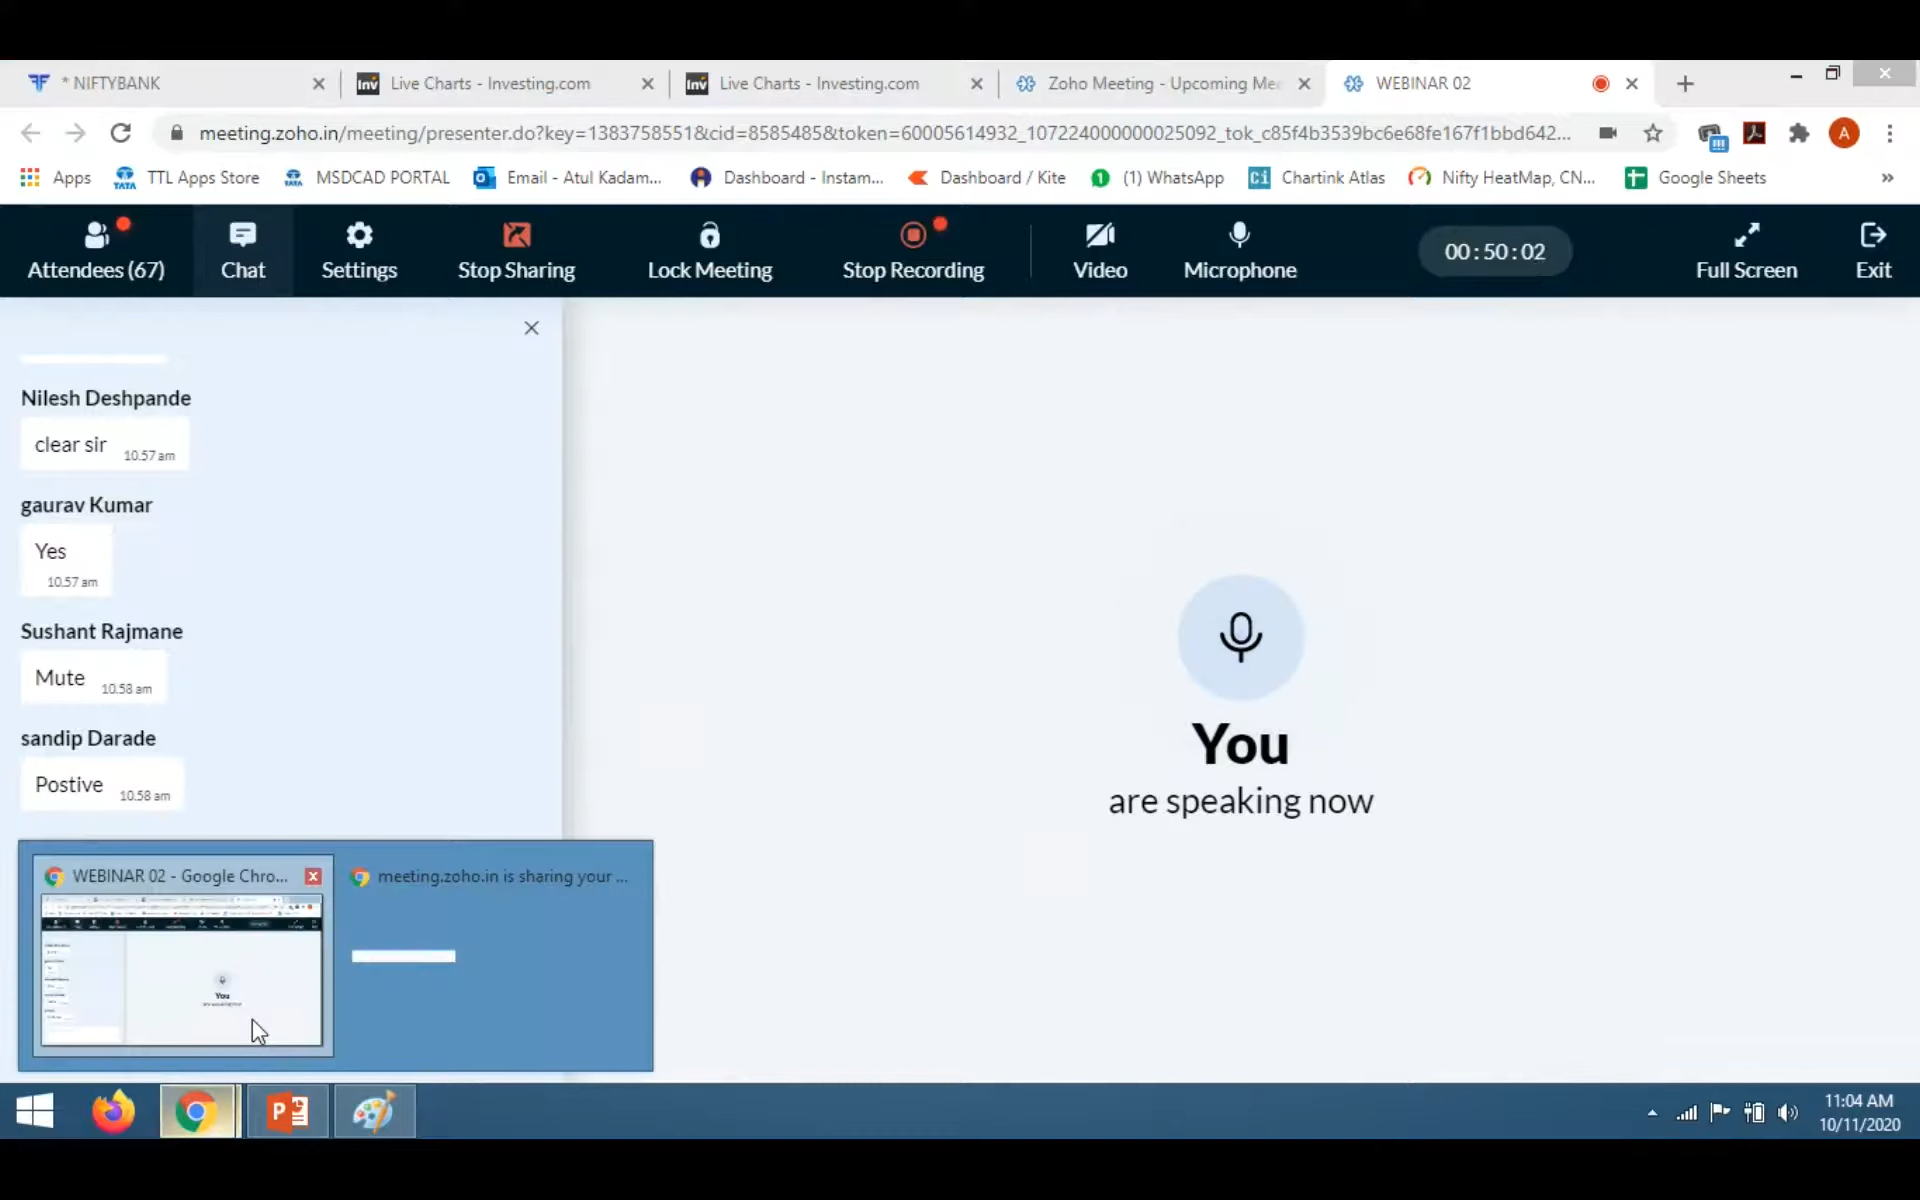 * NIFTYBANK
Live Charts - Investing.com
Live Charts - Investing.com
Zoho Meeting - Upcoming Mee
WEBINAR 02
meeting.zoho.in/meeting/presenter.do?key=1383758551&cid=8585485&token=60005614932_107224000000025092_tok_c85f4b3539bc6e68fe167f1bbd642...
A
Apps
TATA
TTL Apps Store
TATA
MSDCAD PORTAL
Email - Atul Kadam...
Dashboard - Instam...
Dashboard / Kite
(1) WhatsApp
Chartink Atlas
Nifty HeatMap, CN...
Google Sheets
»
Attendees (67)
Chat
Settings
Stop Sharing
Lock Meeting
Stop Recording
Video
Microphone
00:50:02
Full Screen
Exit
Nilesh Deshpande
clear sir 10.57 am
gaurav Kumar
Yes
10.57 am
Sushant Rajmane
Mute 10.58 am
sandip Darade
Postive 10.58 am
You
are speaking now
WEBINAR 02 - Google Chro...
meeting.zoho.in is sharing your ...
You
11:04 AM
10/11/2020